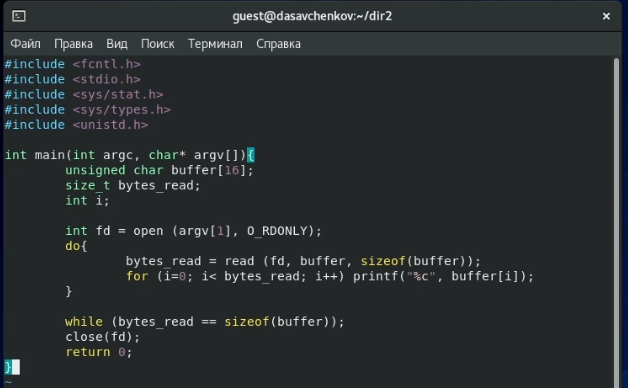 guest@dasavchenkov:~/dir2
Файл Правка Вид Поиск Терминал Справка
#include <fcntl.h>
#include <stdio.h>
#include <sys/stat.h>
#include <sys/types.h>
#include <unistd.h>

int main(int argc, char* argv[]){
        unsigned char buffer[16];
        size_t bytes_read;
        int i;

        int fd = open (argv[1], O_RDONLY);
        do{
                bytes_read = read (fd, buffer, sizeof(buffer));
                for (i=0; i< bytes_read; i++) printf("%c", buffer[i]);
        }

        while (bytes_read == sizeof(buffer));
        close(fd);
        return 0;
}
~